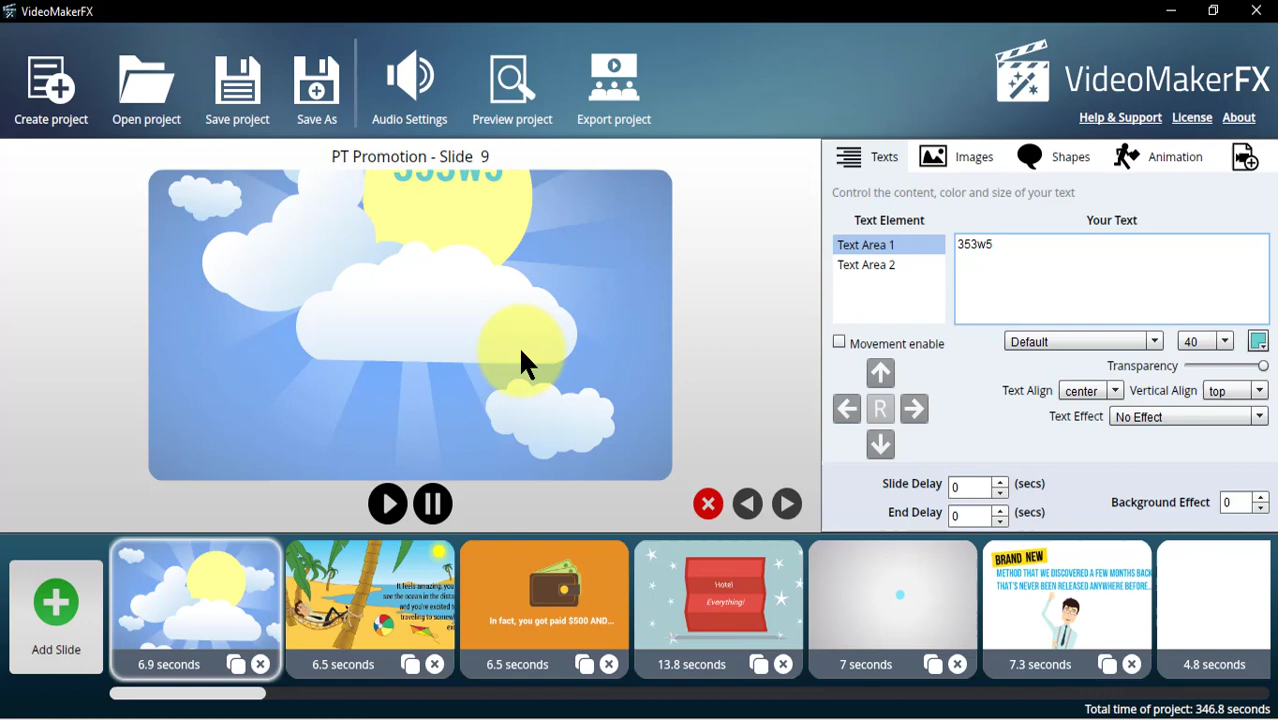 VideoMakerFX
Create project
Open project
Save project
Save As
Audio Settings
Preview project
Export project
VideoMakerFX
Help & Support
License
About
PT Promotion - Slide 9
353w5
Texts
Images
Shapes
Animation
Control the content, color and size of your text
Text Element
Your Text
Text Area 1
Text Area 2
353w5
Movement enable
Default
40
Transparency
R
Text Align
center
Vertical Align
top
Text Effect
No Effect
Slide Delay
0
(secs)
End Delay
0
(secs)
Background Effect
0
Add Slide
6.9 seconds
It feels amazing, you
see the ocean in the dista
and you're excited t
traveling to somewhe
6.5 seconds
In fact, you got paid $500 AND...
6.5 seconds
Hotel
Everything!
13.8 seconds
7 seconds
BRAND NEW
METHOD THAT WE DISCOVERED A FEW MONTHS BACK
THAT'S NEVER BEEN RELEASED ANYWHERE BEFORE...
7.3 seconds
4.8 seconds
Total time of project: 346.8 seconds